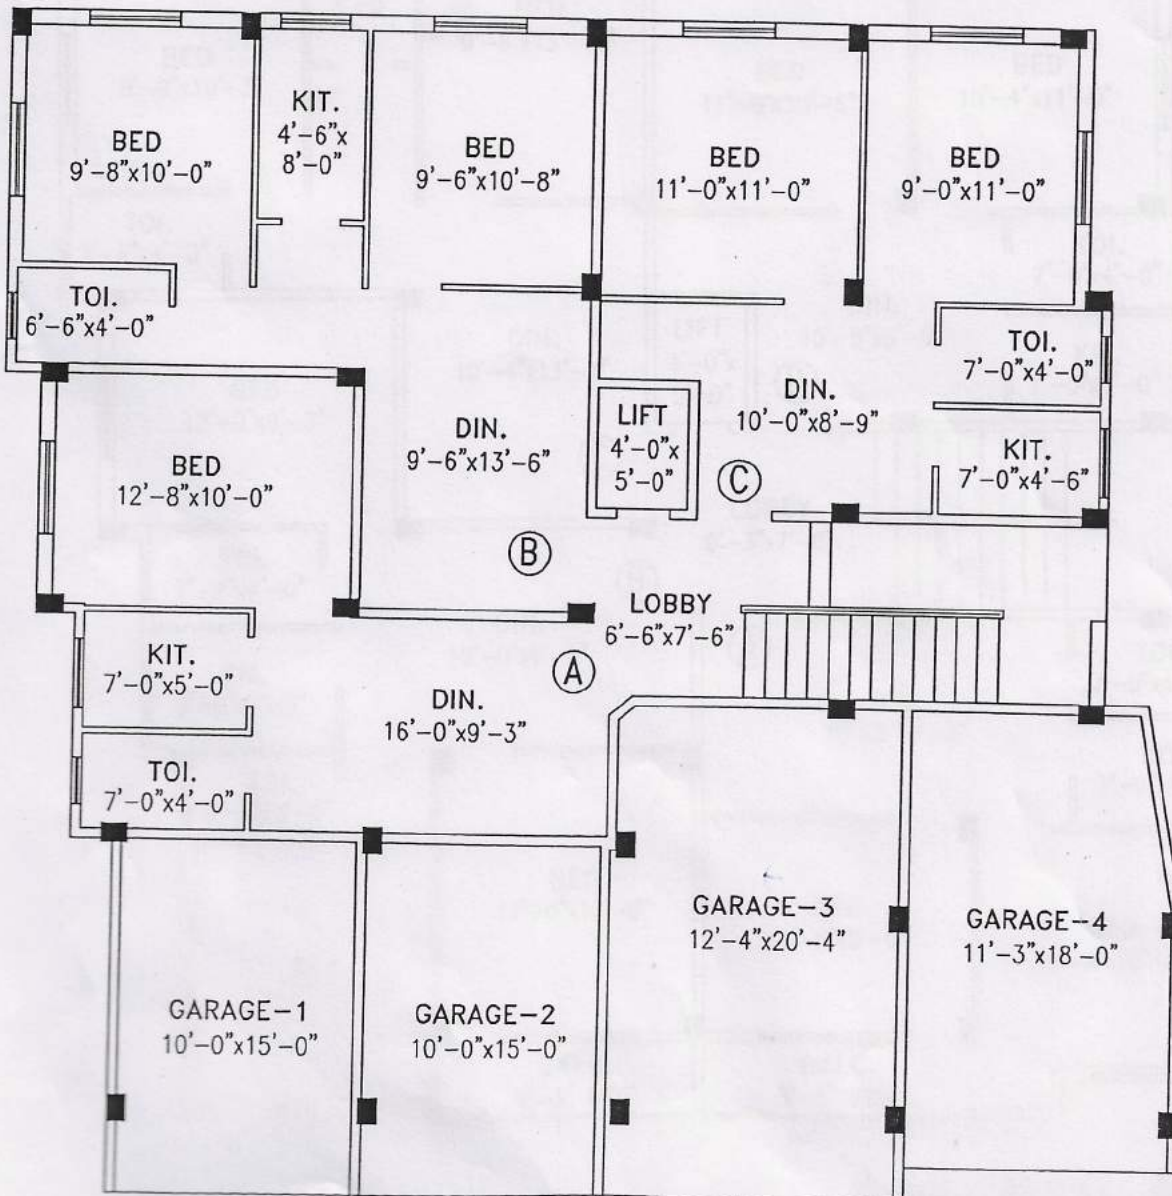 BED
9'-8"x10'-0"
KIT.
4'-6"x
8'-0"
BED
9'-6"x10'-8"
BED
11'-0"x11'-0"
BED
9'-0"x11'-0"
TOI.
6'-6"x4'-0"
TOI.
7'-0"x4'-0"
DIN.
10'-0"x8'-9"
LIFT
4'-0"x
5'-0"
DIN.
9'-6"x13'-6"
KIT.
7'-0"x4'-6"
BED
12'-8"x10'-0"
C
B
LOBBY
6'-6"x7'-6"
A
KIT.
7'-0"x5'-0"
DIN.
16'-0"x9'-3"
TOI.
7'-0"x4'-0"
GARAGE-3
12'-4"x20'-4"
GARAGE-4
11'-3"x18'-0"
GARAGE-1
10'-0"x15'-0"
GARAGE-2
10'-0"x15'-0"